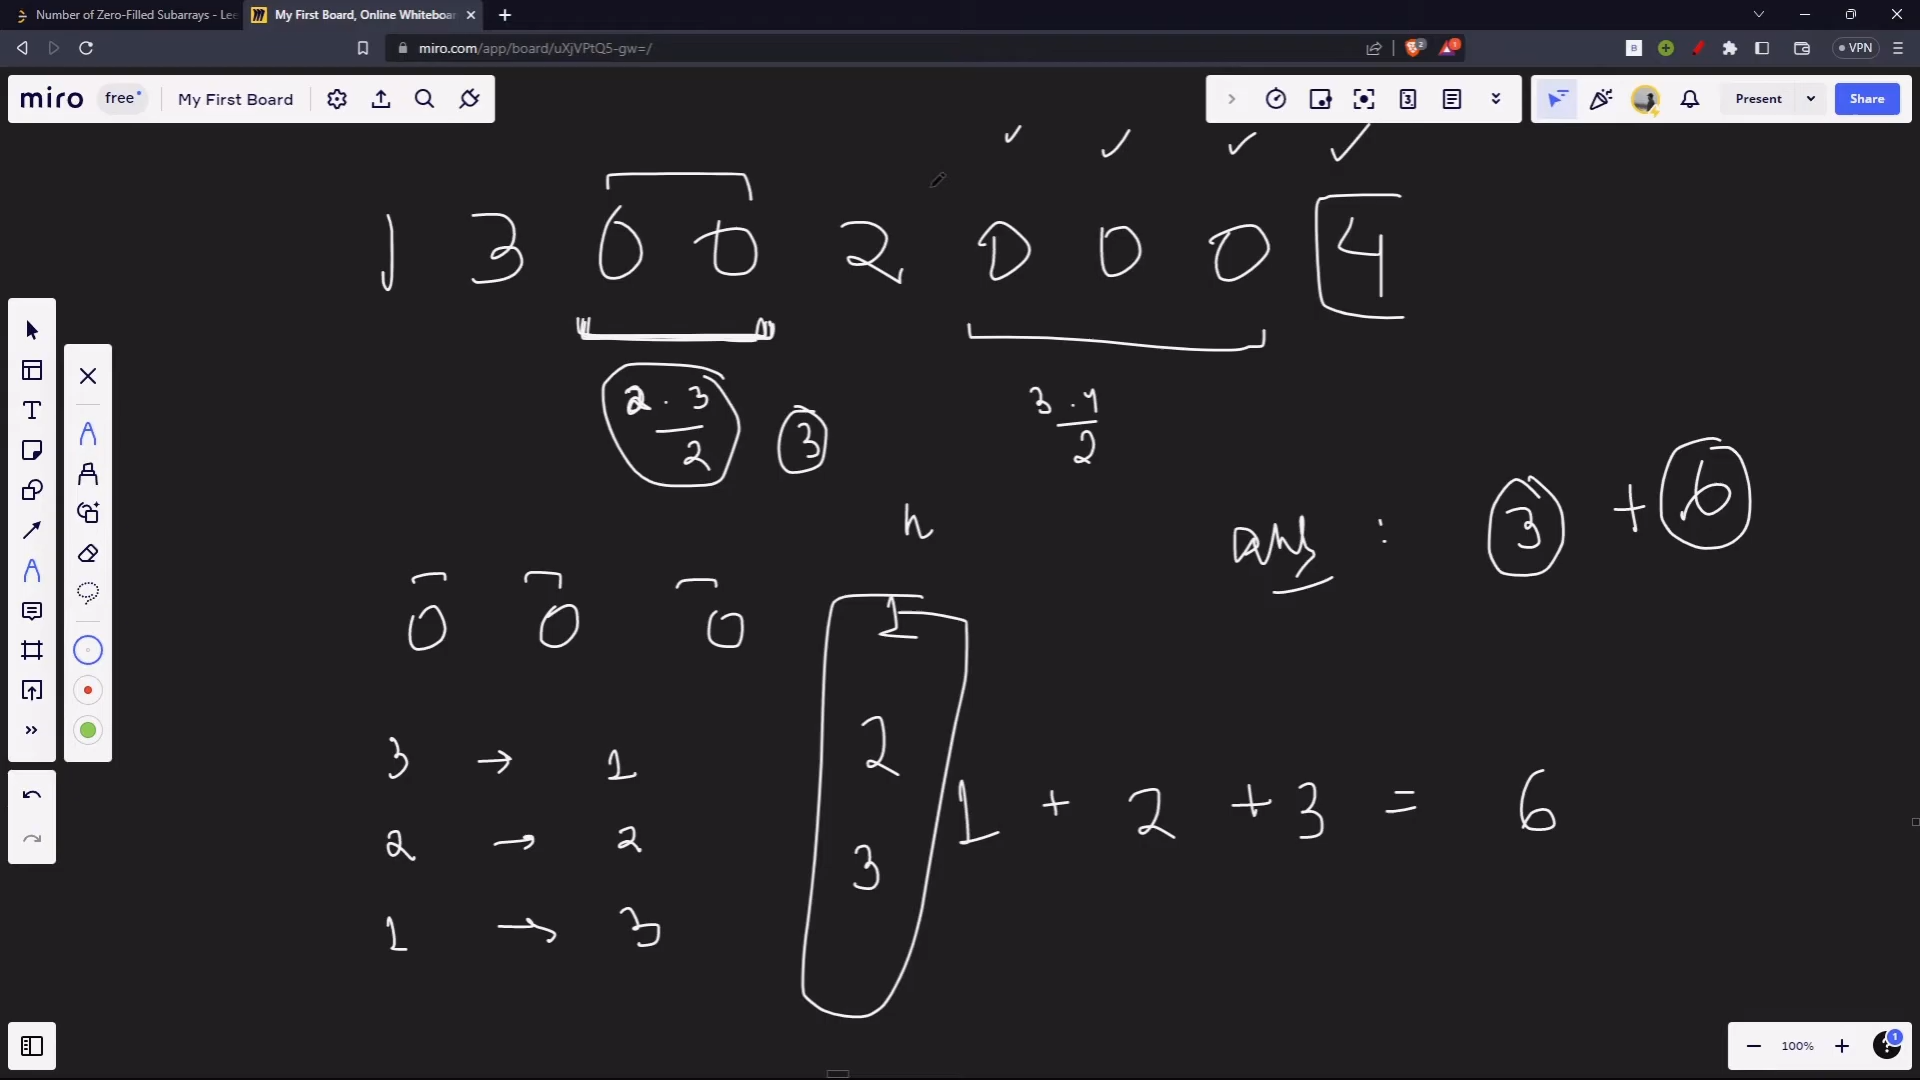 Number of Zero-Filled Subarrays - Lee
My First Board, Online Whiteboar
miro.com/app/board/uXjVPtQ5-gw=/
VPN
miro free My First Board
Present Share
1 3 0 0 2 0 0 0 4
2 . 3
2
3
3 . 4
2
n
ans : 3 + 6
0 0 0 1
2
3
3 → 1
2 → 2
1 → 3
1 + 2 + 3 = 6
100%